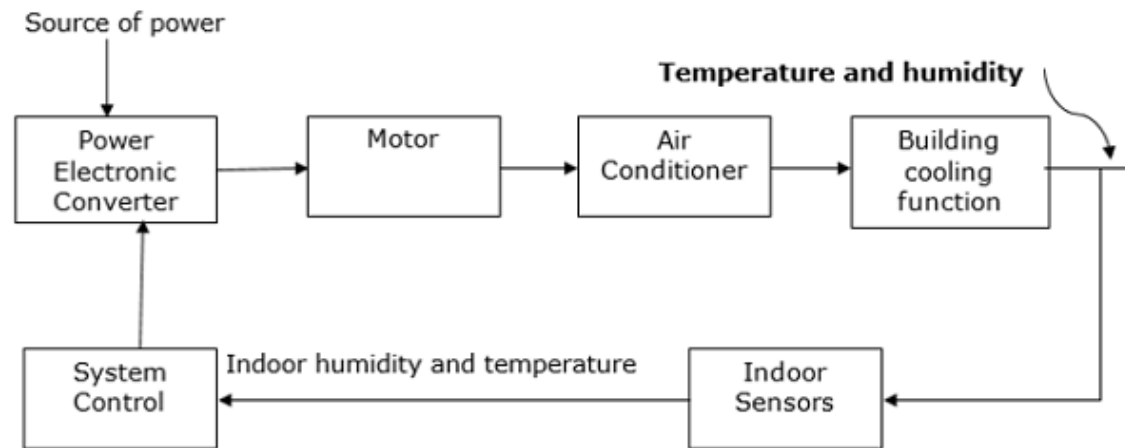 Source of power
Temperature and humidity
Power
Electronic
Converter
Motor
Air
Conditioner
Building
cooling
function
System
Control
Indoor humidity and temperature
Indoor
Sensors